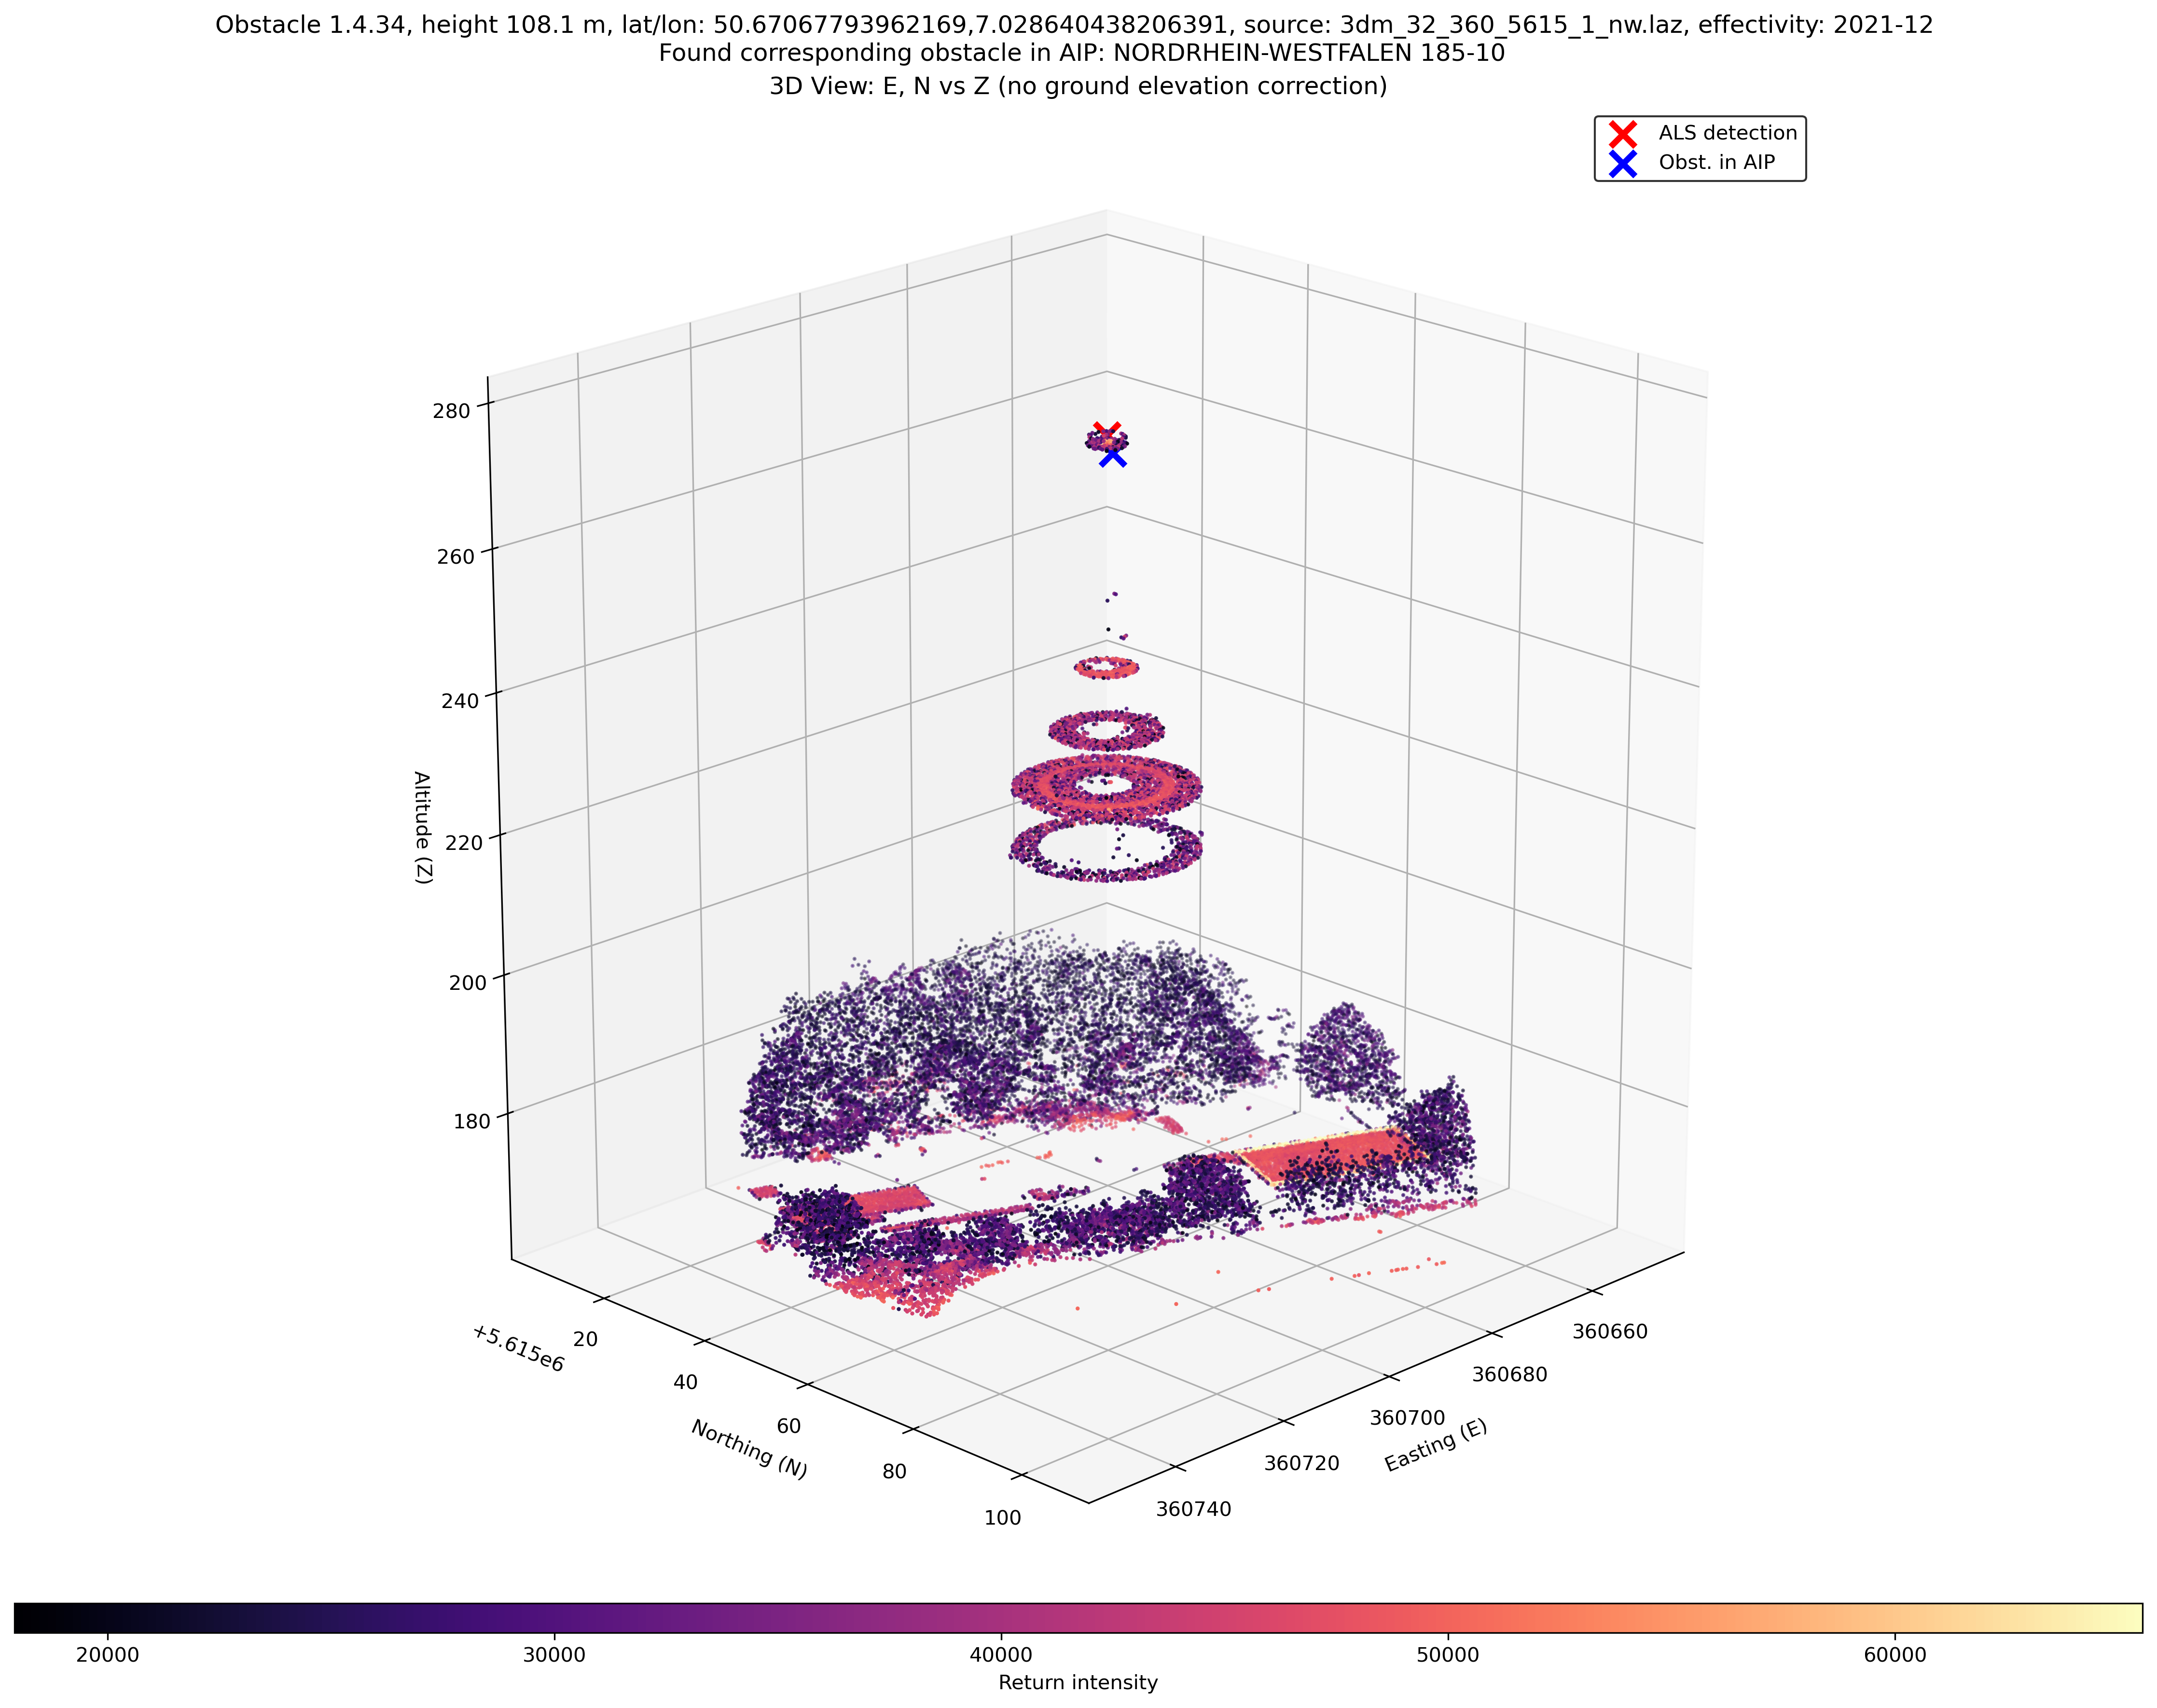 Obstacle 1.4.34, height 108.1 m, lat/lon: 50.67067793962169,7.028640438206391, source: 3dm_32_360_5615_1_nw.laz, effectivity: 2021-12
Found corresponding obstacle in AIP: NORDRHEIN-WESTFALEN 185-10
3D View: E, N vs Z (no ground elevation correction)
ALS detection
Obst. in AIP
280
260
240
220
200
180
Altitude (Z)
+5.615e6
20
40
60
80
100
Northing (N)
360660
360680
360700
360720
360740
Easting (E)
20000
30000
40000
50000
60000
Return intensity